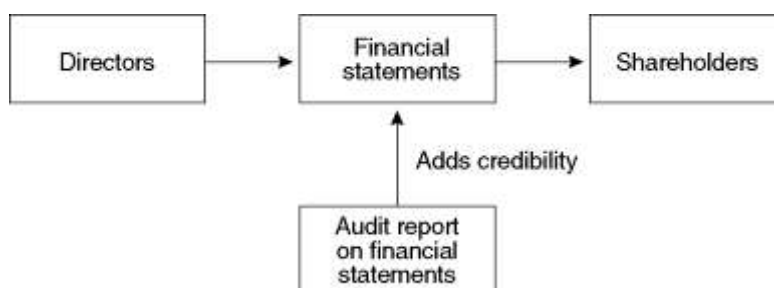 Directors
Financial
statements
Shareholders
Adds credibility
Audit report
on financial
statements